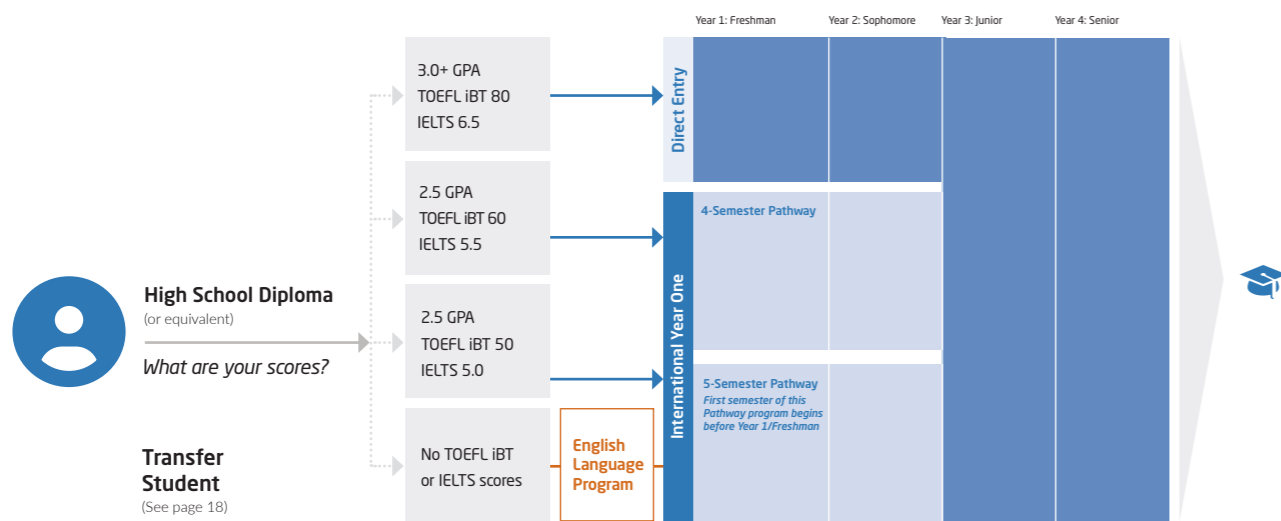 Year 1: Freshman
Year 2: Sophomore
Year 3: Junior
Year 4: Senior
3.0+ GPA
TOEFL iBT 80
IELTS 6.5
Direct Entry
2.5 GPA
TOEFL iBT 60
IELTS 5.5
4-Semester Pathway
High School Diploma
(or equivalent)
What are your scores?
2.5 GPA
TOEFL iBT 50
IELTS 5.0
International Year One
5-Semester Pathway
First semester of this
Pathway program begins
before Year 1/Freshman
No TOEFL iBT
or IELTS scores
English
Language
Program
Transfer
Student
(See page 18)